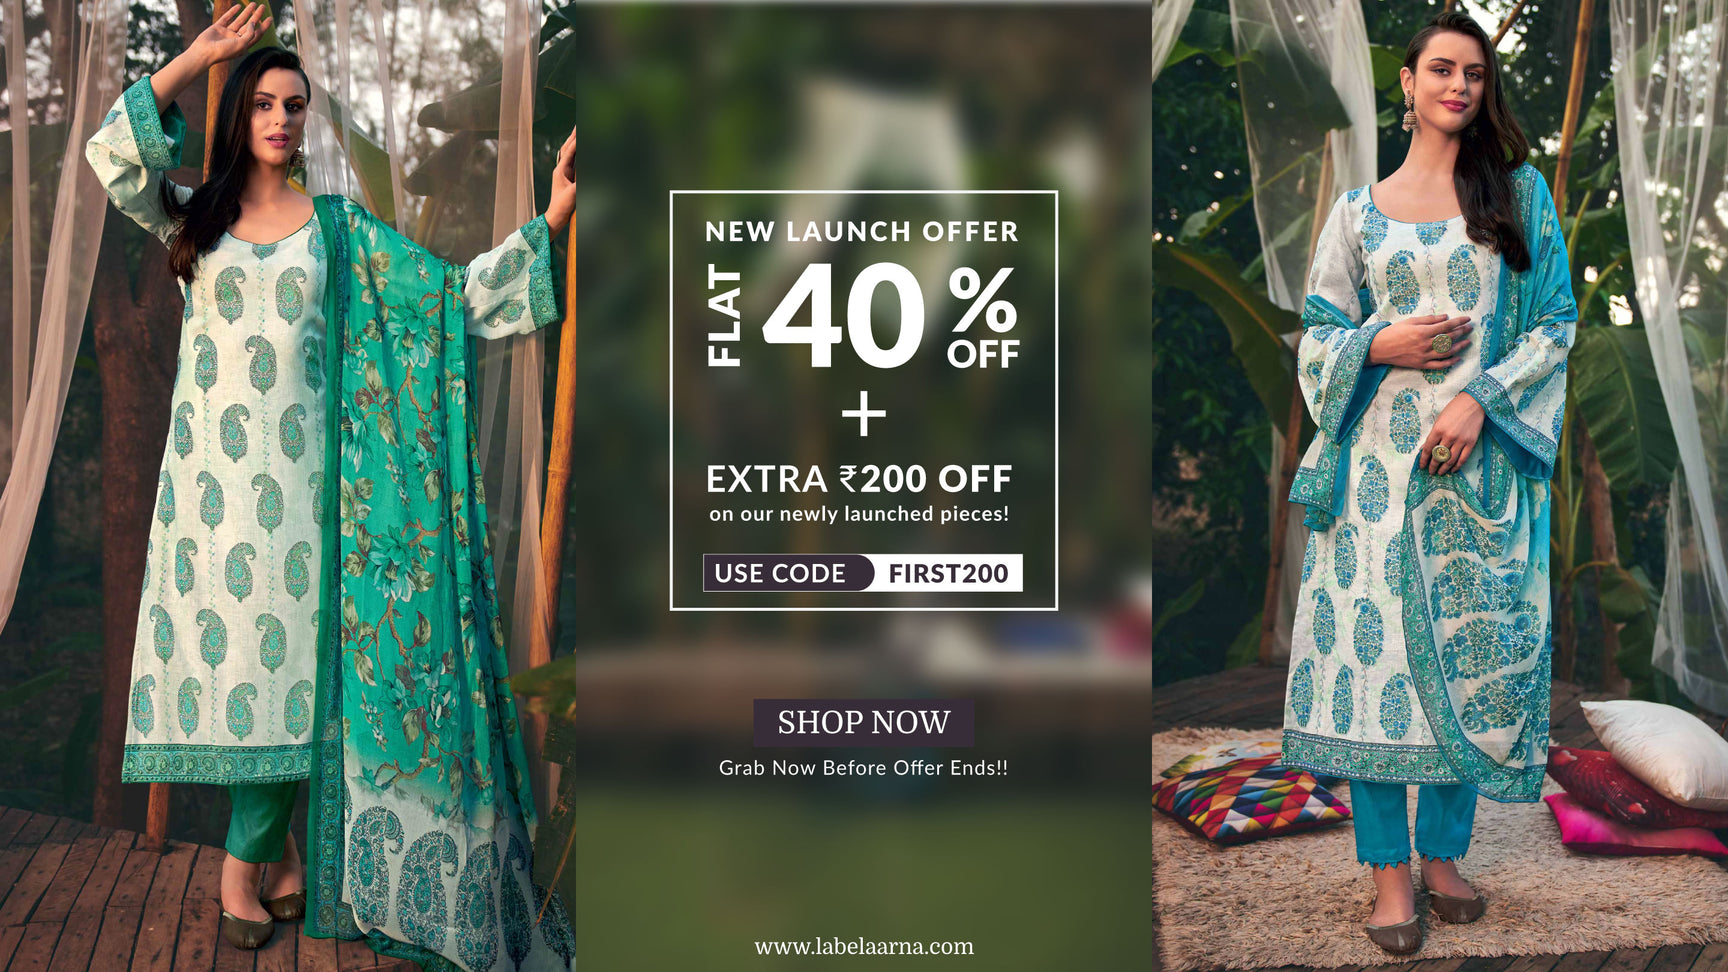 NEW LAUNCH OFFER
FLAT 40% OFF
+
EXTRA ₹200 OFF
on our newly launched pieces!
USE CODE FIRST200
SHOP NOW
Grab Now Before Offer Ends!!
www.labelaarna.com